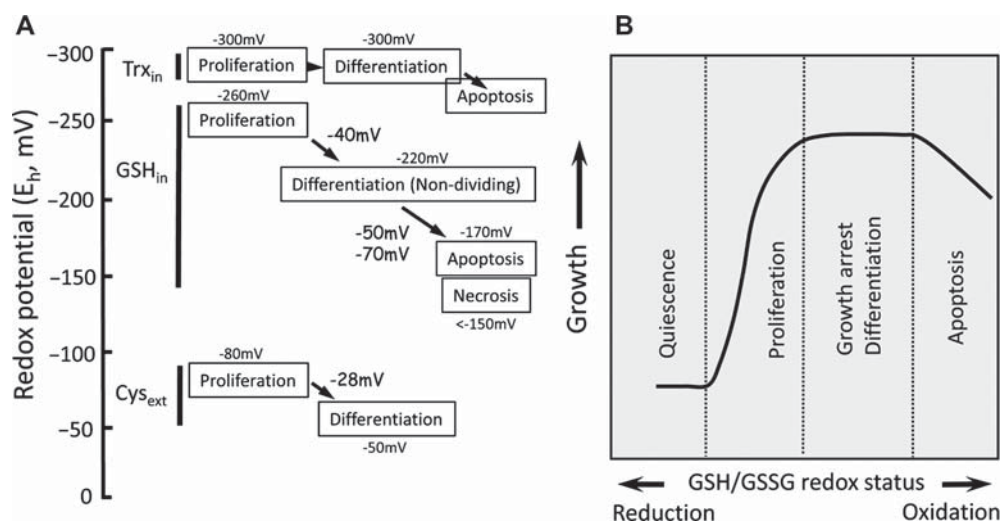 A
Redox potential (Eh, mV)
-300
-250
-200
-150
-100
-50
0
Trxin
-300mV
Proliferation
-300mV
Differentiation
Apoptosis
GSHin
-260mV
Proliferation
-40mV
-220mV
Differentiation (Non-dividing)
-50mV
-70mV
-170mV
Apoptosis
Necrosis
<-150mV
Cysext
-80mV
Proliferation
-28mV
Differentiation
-50mV
B
Growth
Quiescence
Proliferation
Growth arrest
Differentiation
Apoptosis
GSH/GSSG redox status
Reduction
Oxidation